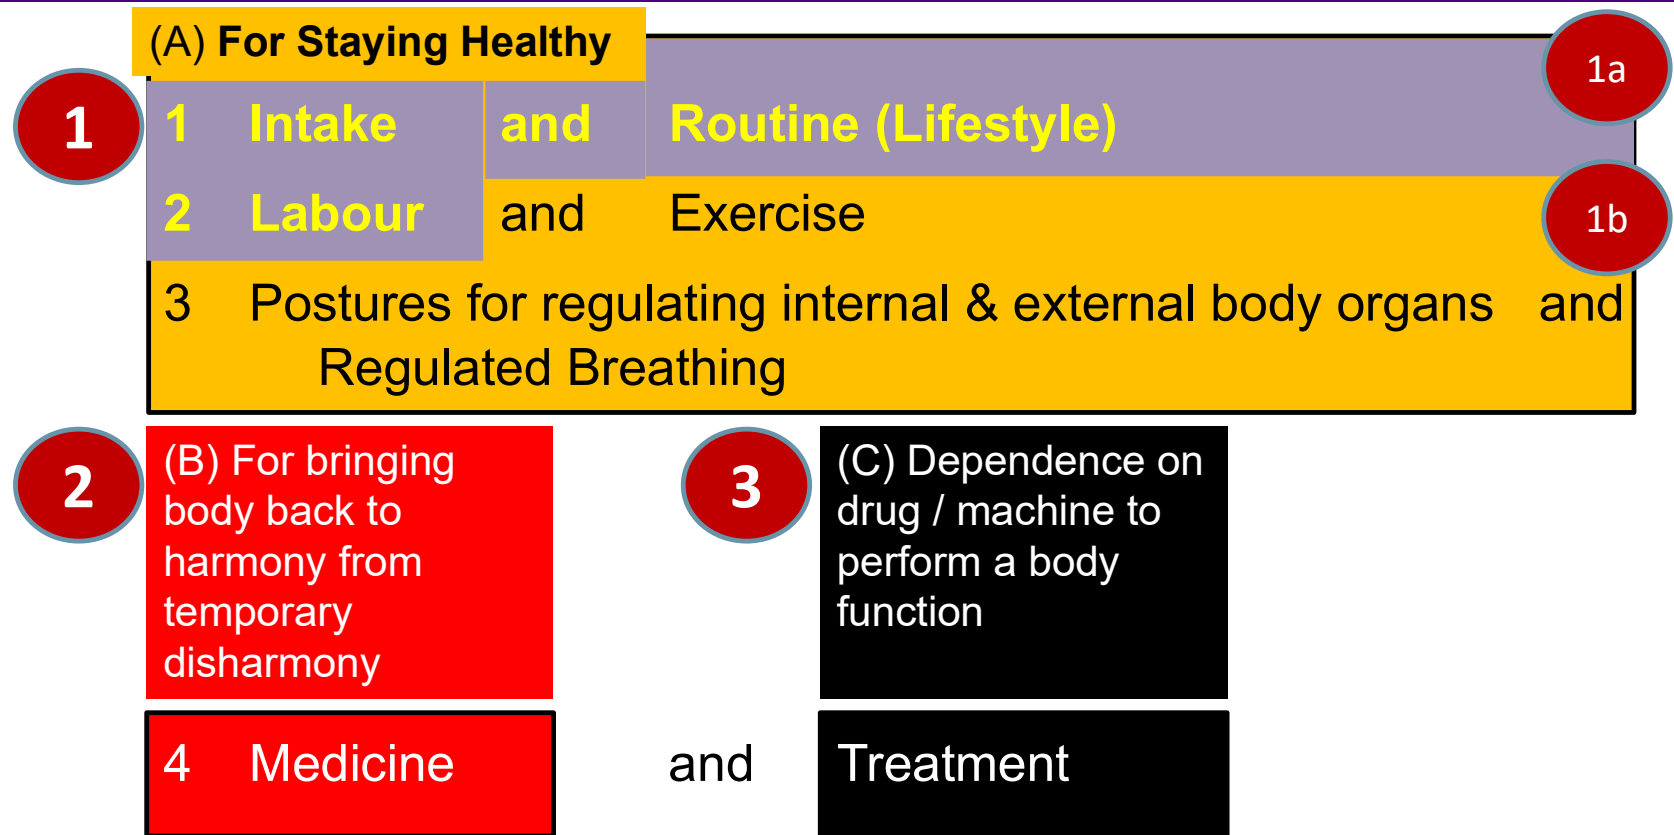 (A) For Staying Healthy
1a
1
1 Intake and Routine (Lifestyle)
2 Labour and Exercise
1b
3 Postures for regulating internal & external body organs and
Regulated Breathing
2
(B) For bringing
body back to
harmony from
temporary
disharmony
3
(C) Dependence on
drug / machine to
perform a body
function
4 Medicine and Treatment